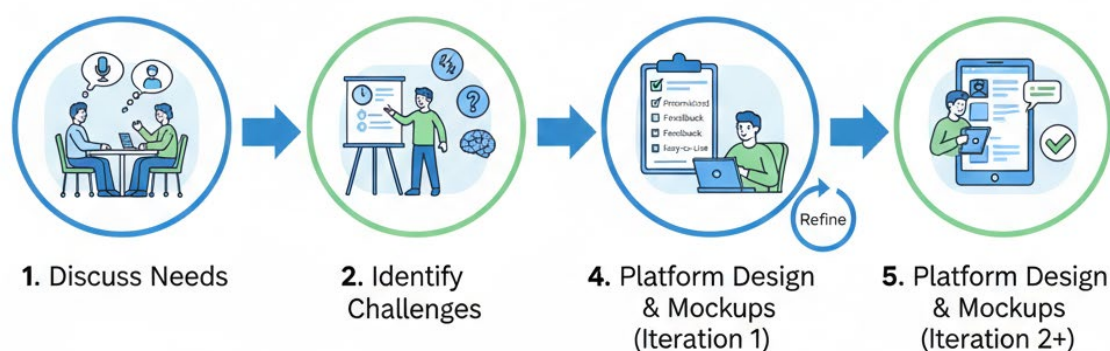 Feedback
Refine
1. Discuss Needs
2. Identify
Challenges
4. Platform Design
& Mockups
(Iteration 1)
5. Platform Design
& Mockups
(Iteration 2+)